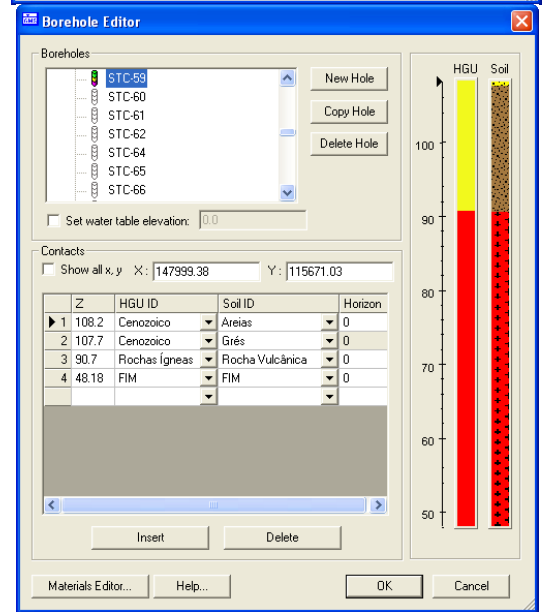 Borehole Editor
Boreholes
STC-59
STC-60
STC-61
STC-62
STC-64
STC-65
STC-66
New Hole
Copy Hole
Delete Hole
Set water table elevation: 0.0
Contacts
Show all x, y X: 147999.38 Y: 115671.03
Z HGU ID Soil ID Horizon
1 108.2 Cenozoico Areias 0
2 107.7 Cenozoico Grés 0
3 90.7 Rochas Ígneas Rocha Vulcânica 0
4 48.18 FIM FIM 0
Insert Delete
HGU Soil
100
90
80
70
60
50
Materials Editor... Help... OK Cancel